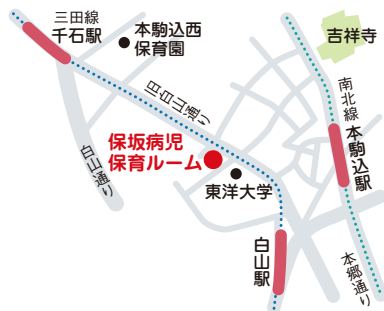 三田線
千石駅
本駒込西
保育園
吉祥寺
旧白山通り
南北線
本駒込駅
白山通り
保坂病児
保育ルーム
東洋大学
白山駅
本郷通り